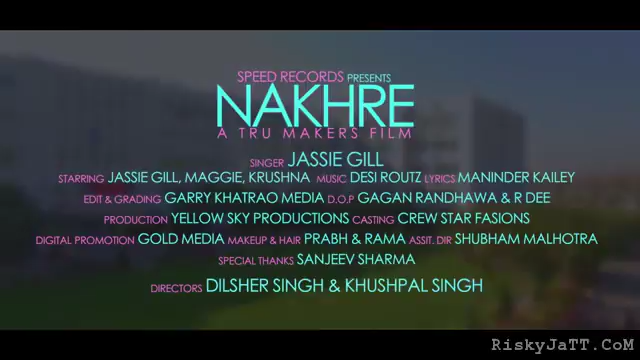 SPEED RECORDS PRESENTS
NAKHRE
A TRU MAKERS FILM
SINGER JASSIE GILL
STARRING JASSIE GILL, MAGGIE, KRUSHNA MUSIC DESI ROUTZ LYRICS MANINDER KAILEY
EDIT & GRADING GARRY KHATRAO MEDIA D.O.P GAGAN RANDHAWA & R DEE
PRODUCTION YELLOW SKY PRODUCTIONS CASTING CREW STAR FASIONS
DIGITAL PROMOTION GOLD MEDIA MAKEUP & HAIR PRABH & RAMA ASSIT. DIR SHUBHAM MALHOTRA
SPECIAL THANKS SANJEEV SHARMA
DIRECTORS DILSHER SINGH & KHUSHPAL SINGH
RiskyJaTT.CoM